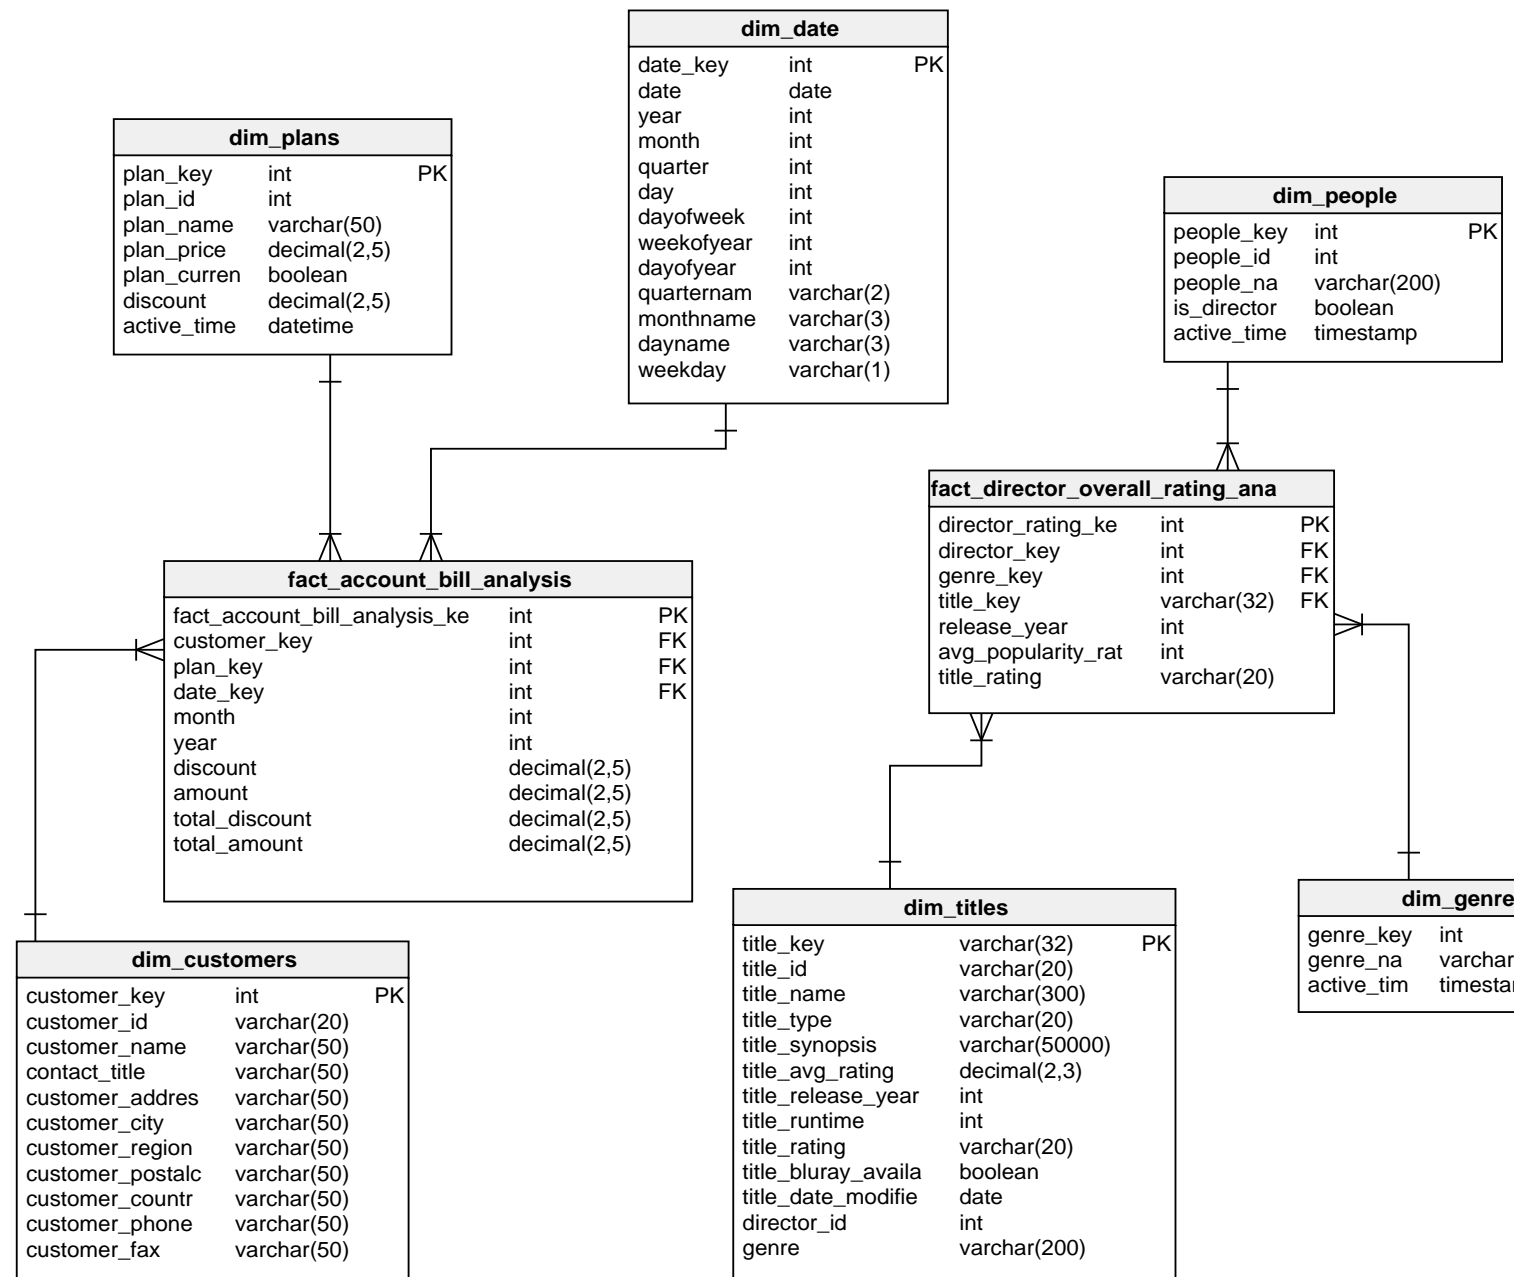 dim_date
date_key int PK
date date
year int
month int
quarter int
day int
dayofweek int
weekofyear int
dayofyear int
quarternam varchar(2)
monthname varchar(3)
dayname varchar(3)
weekday varchar(1)
dim_plans
plan_key int PK
plan_id int
plan_name varchar(50)
plan_price decimal(2,5)
plan_curren boolean
discount decimal(2,5)
active_time datetime
dim_people
people_key int PK
people_id int
people_na varchar(200)
is_director boolean
active_time timestamp
fact_director_overall_rating_ana
director_rating_ke int PK
director_key int FK
genre_key int FK
title_key varchar(32) FK
release_year int
avg_popularity_rat int
title_rating varchar(20)
fact_account_bill_analysis
fact_account_bill_analysis_ke int PK
customer_key int FK
plan_key int FK
date_key int FK
month int
year int
discount decimal(2,5)
amount decimal(2,5)
total_discount decimal(2,5)
total_amount decimal(2,5)
dim_genre
genre_key int
genre_na varchar
active_tim timesta
dim_titles
title_key varchar(32) PK
title_id varchar(20)
title_name varchar(300)
title_type varchar(20)
title_synopsis varchar(50000)
title_avg_rating decimal(2,3)
title_release_year int
title_runtime int
title_rating varchar(20)
title_bluray_availa boolean
title_date_modifie date
director_id int
genre varchar(200)
dim_customers
customer_key int PK
customer_id varchar(20)
customer_name varchar(50)
contact_title varchar(50)
customer_addres varchar(50)
customer_city varchar(50)
customer_region varchar(50)
customer_postalc varchar(50)
customer_countr varchar(50)
customer_phone varchar(50)
customer_fax varchar(50)